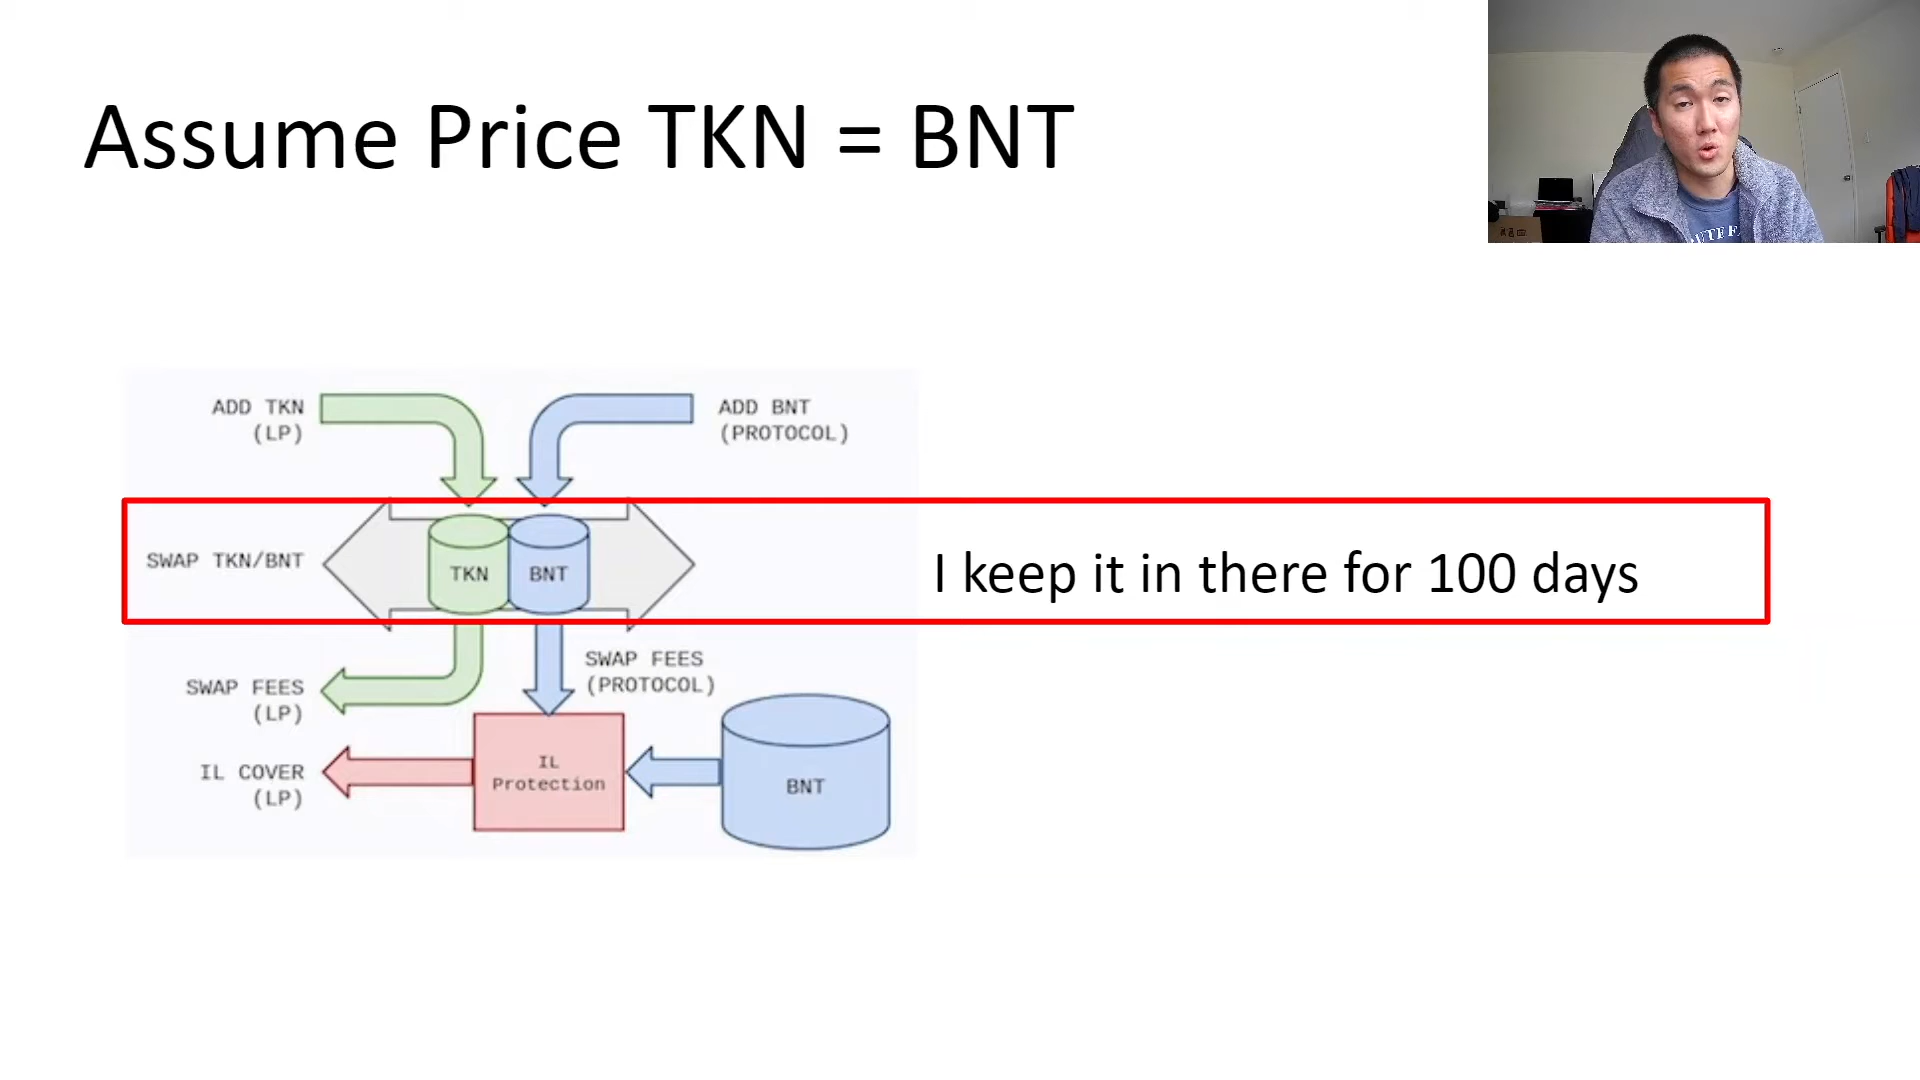 Assume Price TKN = BNT
ADD TKN
(LP)
ADD BNT
(PROTOCOL)
SWAP TKN/BNT
TKN
BNT
I keep it in there for 100 days
SWAP FEES
(PROTOCOL)
SWAP FEES
(LP)
IL COVER
(LP)
IL
Protection
BNT